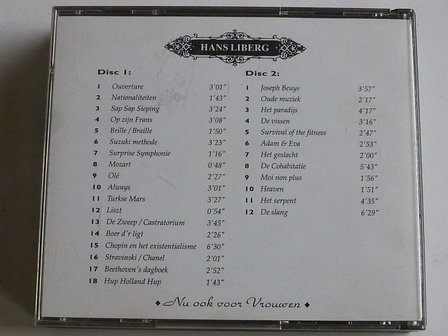 HANS LIBERG
Disc 1:
1 Ouverture 3'01"
2 Nationaliteiten 1'43"
3 Sap Sap Sieping 3'24"
4 Op zijn Frans 3'08"
5 Brille / Braille 1'50"
6 Suzuki methode 3'23"
7 Surprise Symphonie 1'16"
8 Mozart 0'48"
9 Olé 2'27"
10 Always 3'01"
11 Turkse Mars 3'27"
12 Liszt 0'54"
13 De Zweep / Castratorium 3'45"
14 Boer d'r ligt 2'26"
15 Chopin en het existentialisme 6'30"
16 Stravinski / Chanel 2'01"
17 Beethoven's dagboek 2'52"
18 Hup Holland Hup 1'43"
Disc 2:
1 Joseph Beuys 3'57"
2 Oude muziek 2'17"
3 Het paradijs 4'17"
4 De vissen 3'16"
5 Survival of the fitness 2'47"
6 Adam & Eva 2'53"
7 Het geslacht 2'00"
8 De Cohabitatie 5'43"
9 Moi non plus 1'56"
10 Heaven 1'51"
11 Het serpent 4'35"
12 De slang 6'29"
Nu ook voor Vrouwen